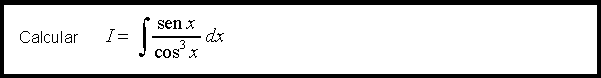 Calcular I = ∫ sen x / cos³ x dx